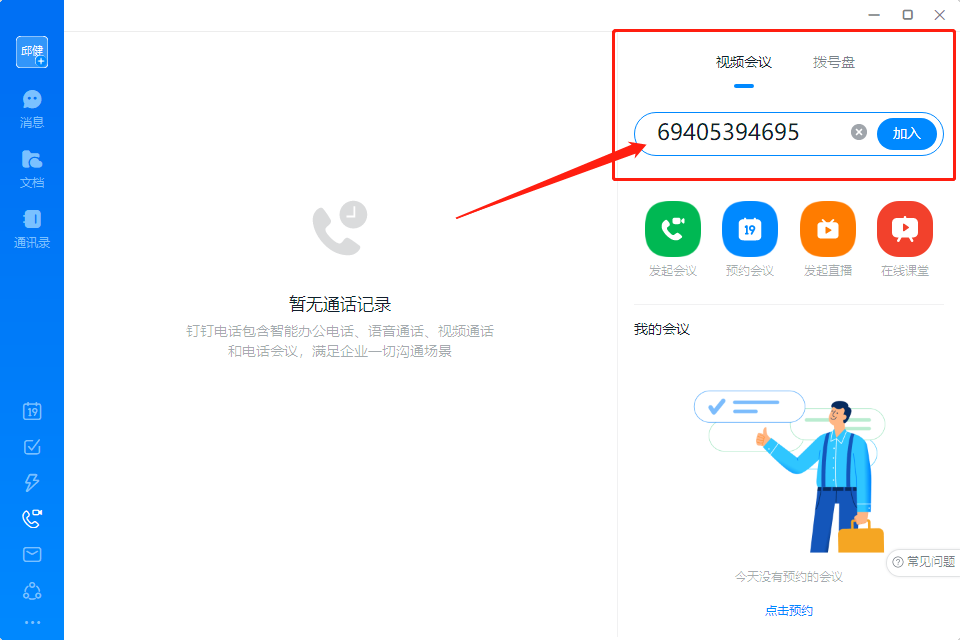 邱健
消息
文档
通讯录
19
暂无通话记录
钉钉电话包含智能办公电话、语音通话、视频通话
和电话会议，满足企业一切沟通场景
视频会议 拨号盘
69405394695 加入
19
发起会议 预约会议 发起直播 在线课堂
我的会议
今天没有预约的会议
点击预约
常见问题